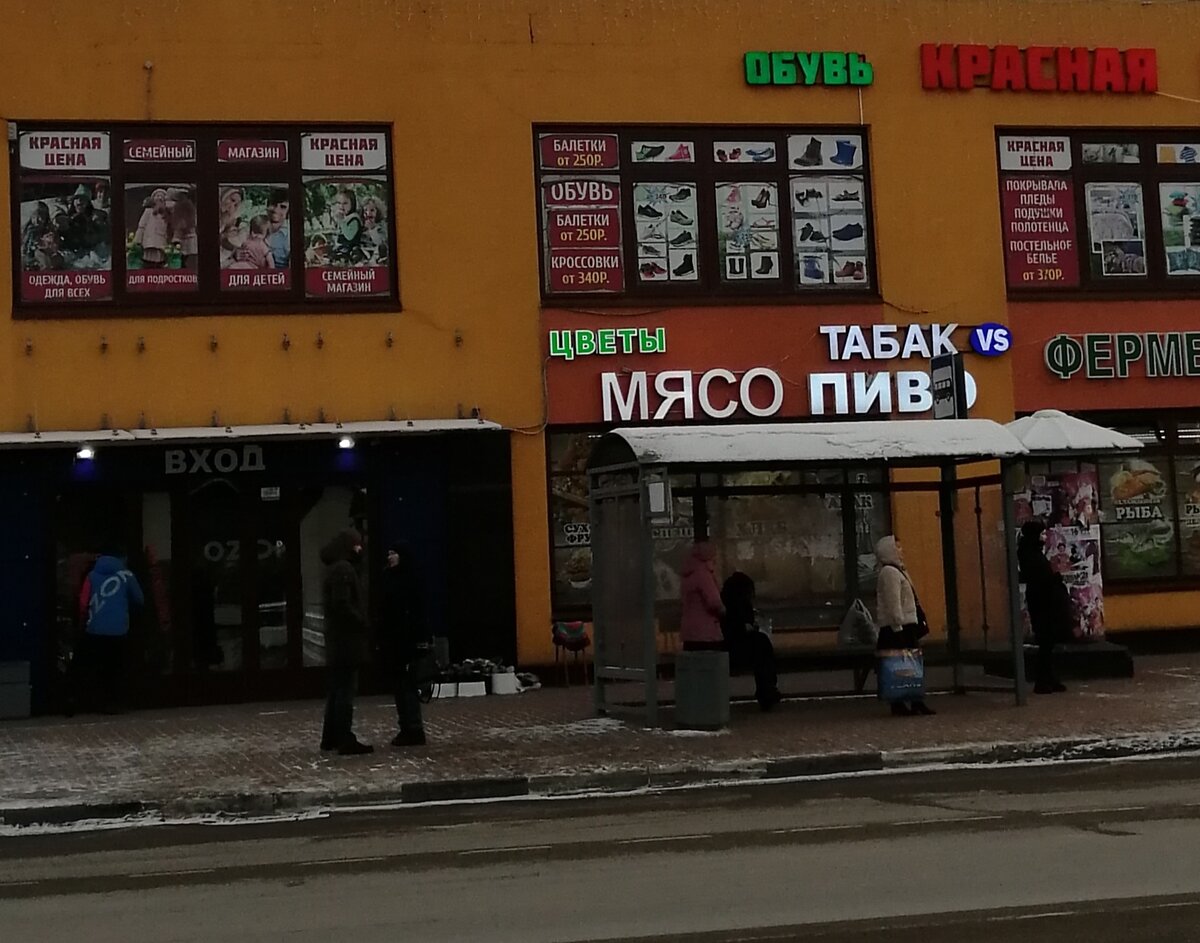 ОБУВЬ
КРАСНАЯ
КРАСНАЯ
ЦЕНА
СЕМЕЙНЫЙ
МАГАЗИН
КРАСНАЯ
ЦЕНА
ОДЕЖДА, ОБУВЬ
ДЛЯ ВСЕХ
ДЛЯ ПОДРОСТКОВ
ДЛЯ ДЕТЕЙ
СЕМЕЙНЫЙ
МАГАЗИН
БАЛЕТКИ
от 250Р.
ОБУВЬ
БАЛЕТКИ
от 250Р.
КРОССОВКИ
от 340Р.
КРАСНАЯ
ЦЕНА
ПОКРЫВАЛА
ПЛЕДЫ
ПОДУШКИ
ПОЛОТЕНЦА
ПОСТЕЛЬНОЕ
БЕЛЬЕ
от 370Р.
ЦВЕТЫ
ТАБАК VS
МЯСО ПИВО
ФЕРМЕ
ВХОД
OZON
OZON
РЫБА